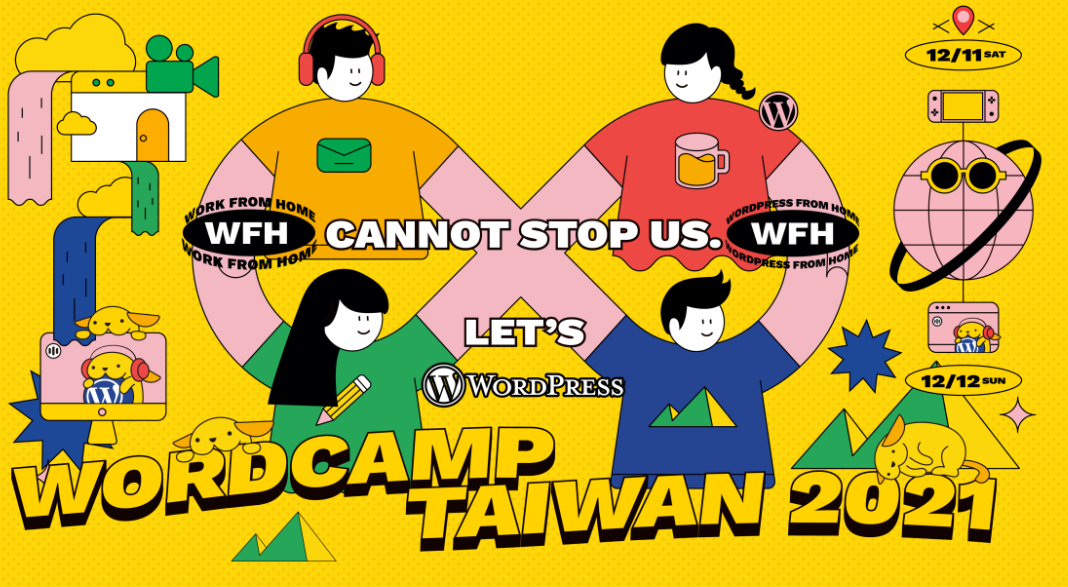 12/11 SAT
WORK FROM HOME
WFH
WORK FROM HOME
CANNOT STOP US.
WORDPRESS FROM HOME
WFH
WORDPRESS FROM HOME
LET'S
WORDPRESS
12/12 SUN
WORDCAMP
TAIWAN 2021